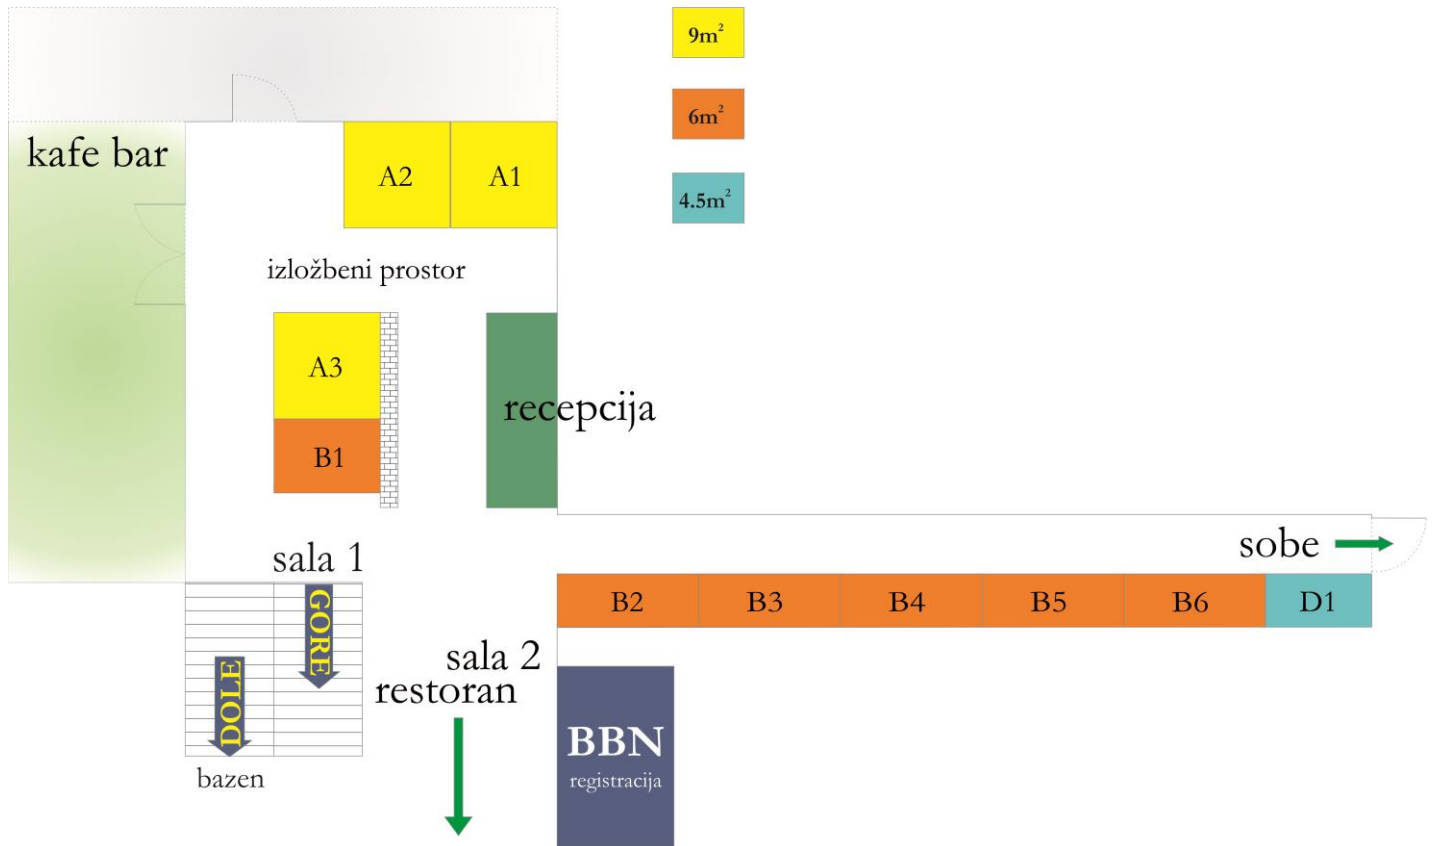 9m²
6m²
4.5m²
kafe bar
A2
A1
izložbeni prostor
A3
B1
recepcija
sobe
sala 1
GORE
DOLE
bazen
B2
B3
B4
B5
B6
D1
sala 2
restoran
BBN
registracija